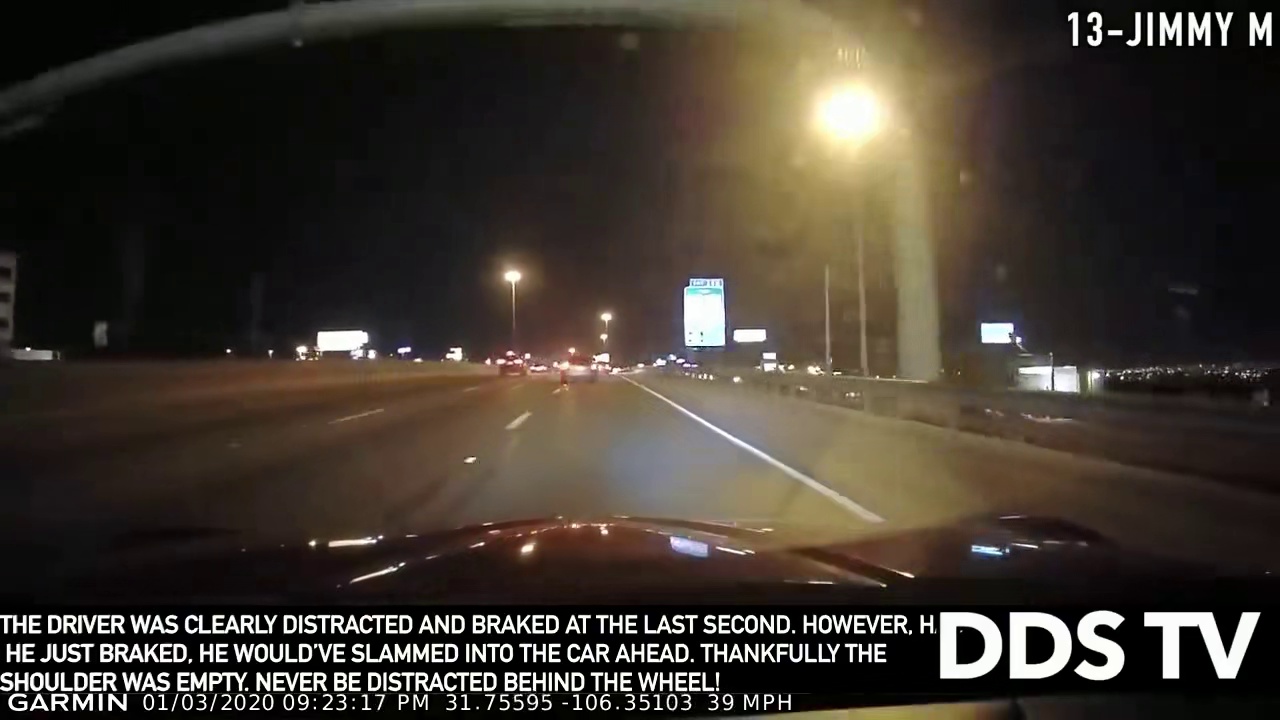 13-JIMMY M
THE DRIVER WAS CLEARLY DISTRACTED AND BRAKED AT THE LAST SECOND. HOWEVER, HA
HE JUST BRAKED, HE WOULD'VE SLAMMED INTO THE CAR AHEAD. THANKFULLY THE
SHOULDER WAS EMPTY. NEVER BE DISTRACTED BEHIND THE WHEEL!
DDS TV
GARMIN 01/03/2020 09:23:17 PM 31.75595 -106.35103 39 MPH